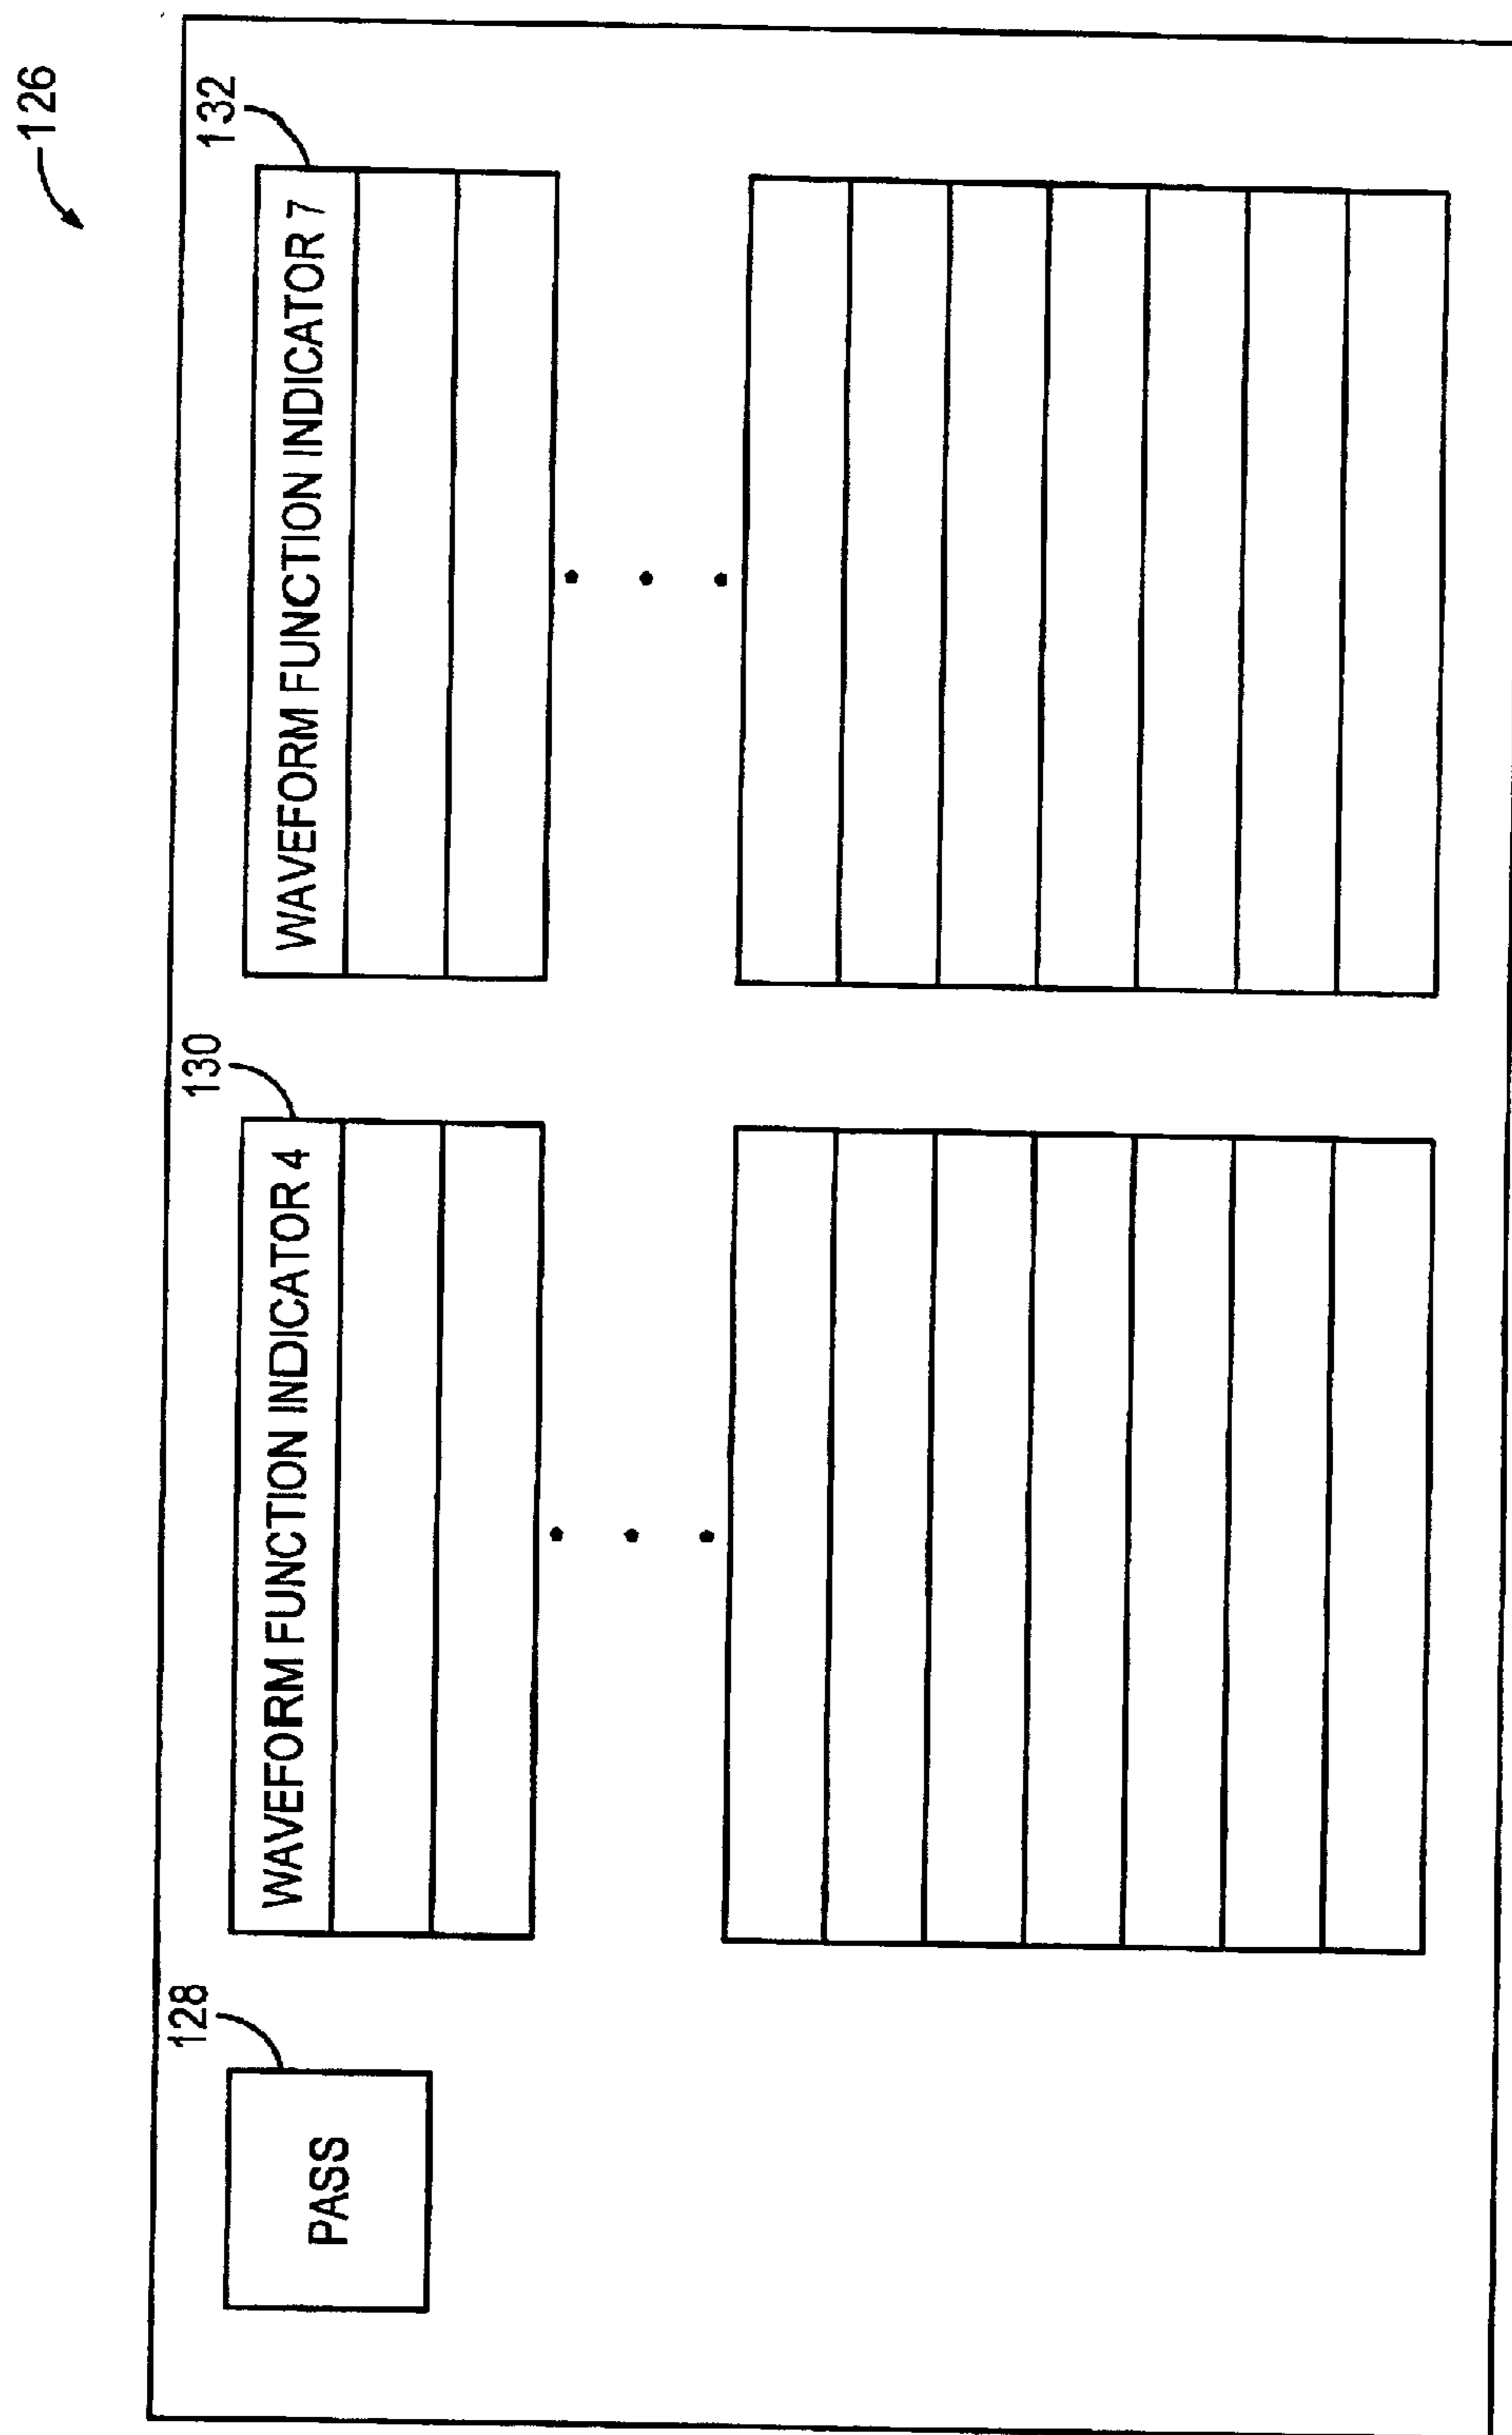 126
128
130
132
PASS
WAVEFORM FUNCTION INDICATOR 4
WAVEFORM FUNCTION INDICATOR 7